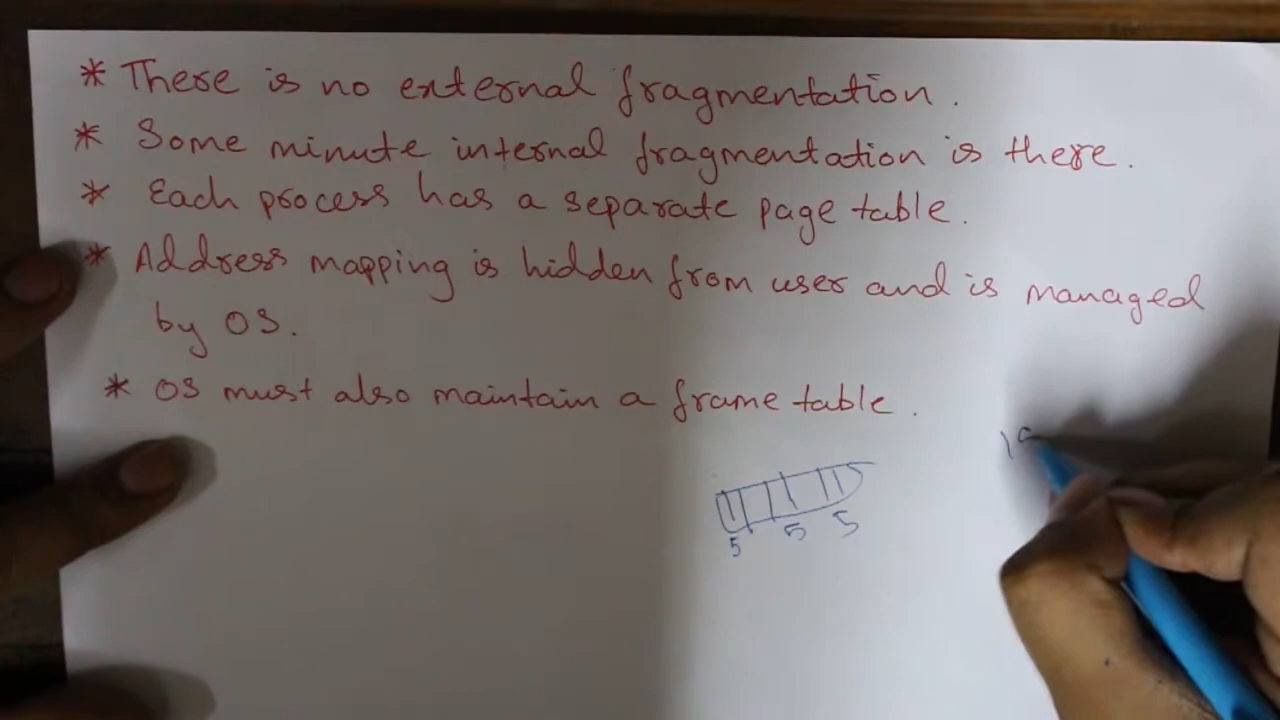 * There is no external fragmentation.
* Some minute internal fragmentation is there.
* Each process has a separate page table.
* Address mapping is hidden from user and is managed
by OS.
* OS must also maintain a frame table.
5 5 5